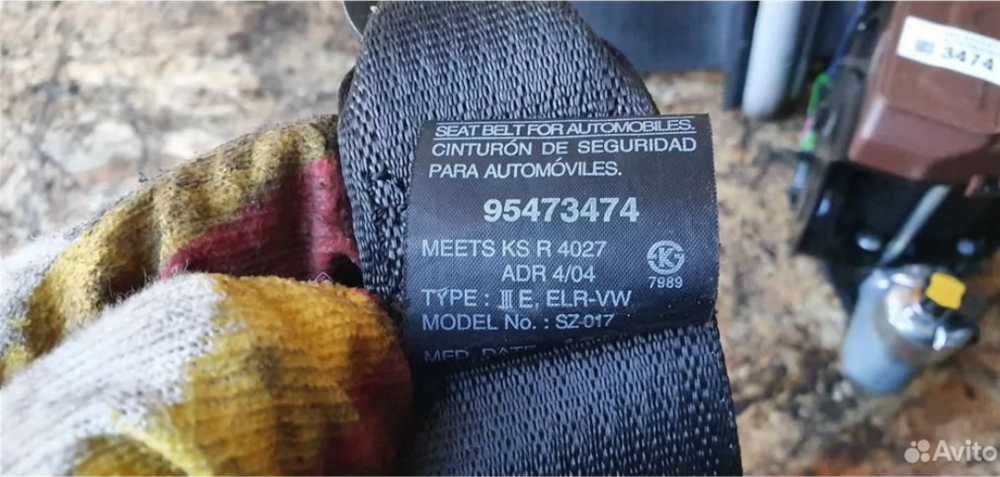 SEAT BELT FOR AUTOMOBILES.
CINTURÓN DE SEGURIDAD
PARA AUTOMÓVILES.
95473474
MEETS KS R 4027
ADR 4/04
7989
TYPE : III E, ELR-VW
MODEL No. : SZ-017
3474
Avito